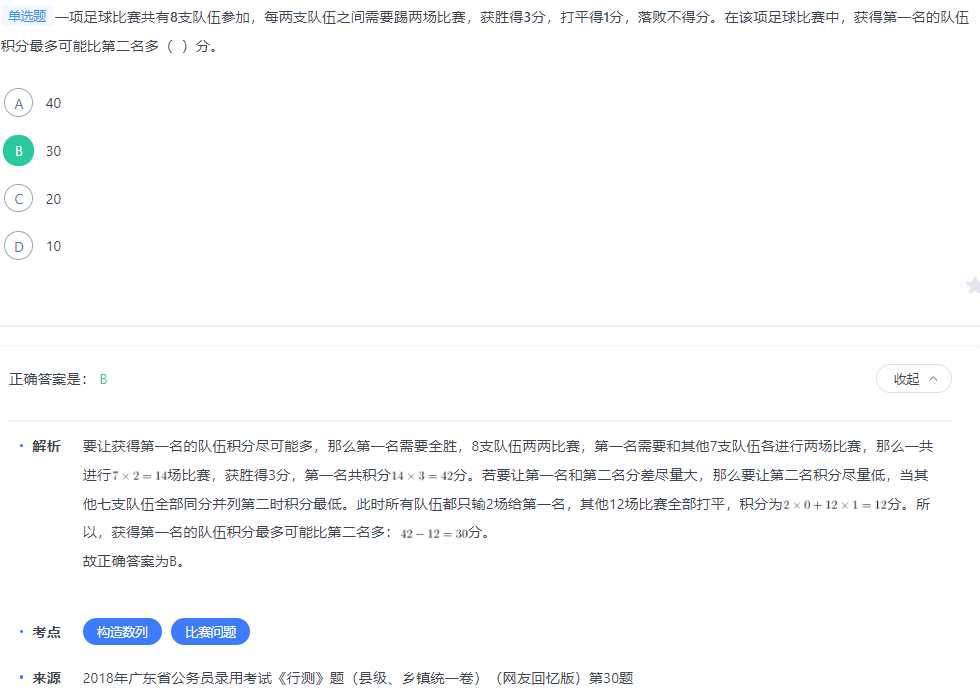 单选题 一项足球比赛共有8支队伍参加，每两支队伍之间需要踢两场比赛，获胜得3分，打平得1分，落败不得分。在该项足球比赛中，获得第一名的队伍
积分最多可能比第二名多（ ）分。
A 40
B 30
C 20
D 10
正确答案是： B
收起
解析 要让获得第一名的队伍积分尽可能多，那么第一名需要全胜，8支队伍两两比赛，第一名需要和其他7支队伍各进行两场比赛，那么一共
进行7 × 2 = 14场比赛，获胜得3分，第一名共积分14 × 3 = 42分。若要让第一名和第二名分差尽量大，那么要让第二名积分尽量低，当其
他七支队伍全部同分并列第二时积分最低。此时所有队伍都只输2场给第一名，其他12场比赛全部打平，积分为2 × 0 + 12 × 1 = 12分。所
以，获得第一名的队伍积分最多可能比第二名多：42 − 12 = 30分。
故正确答案为B。
考点 构造数列 比赛问题
来源 2018年广东省公务员录用考试《行测》题（县级、乡镇统一卷）（网友回忆版）第30题